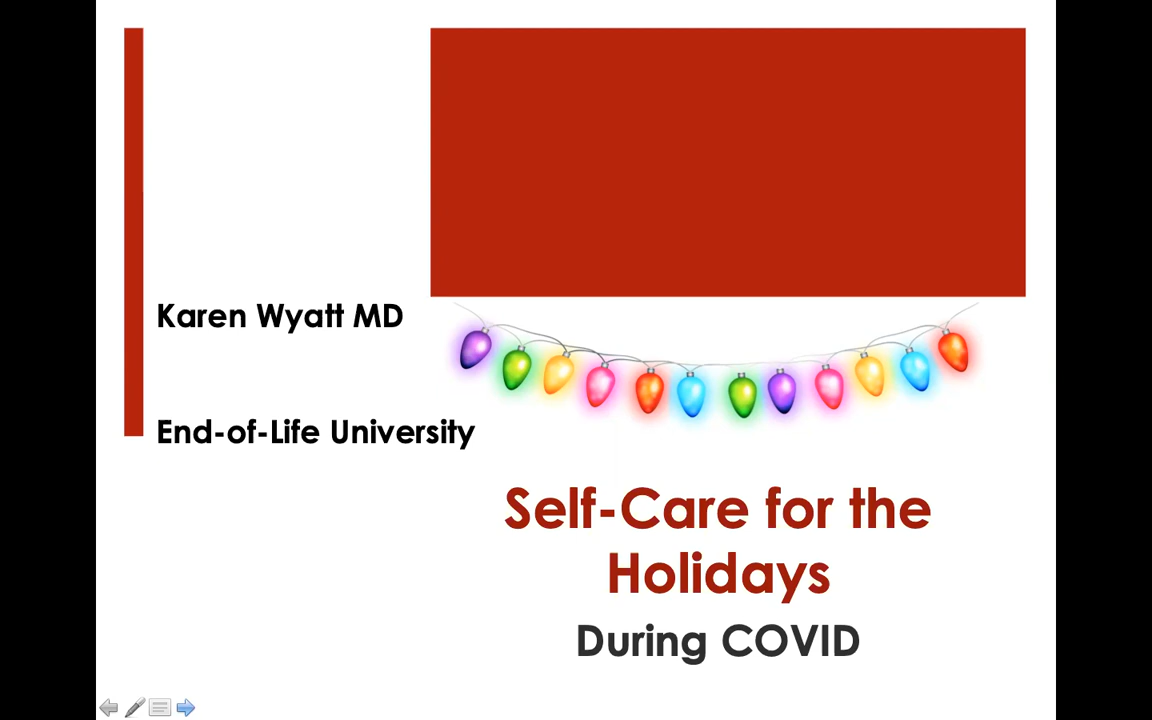 Karen Wyatt MD
End-of-Life University
Self-Care for the
Holidays
During COVID